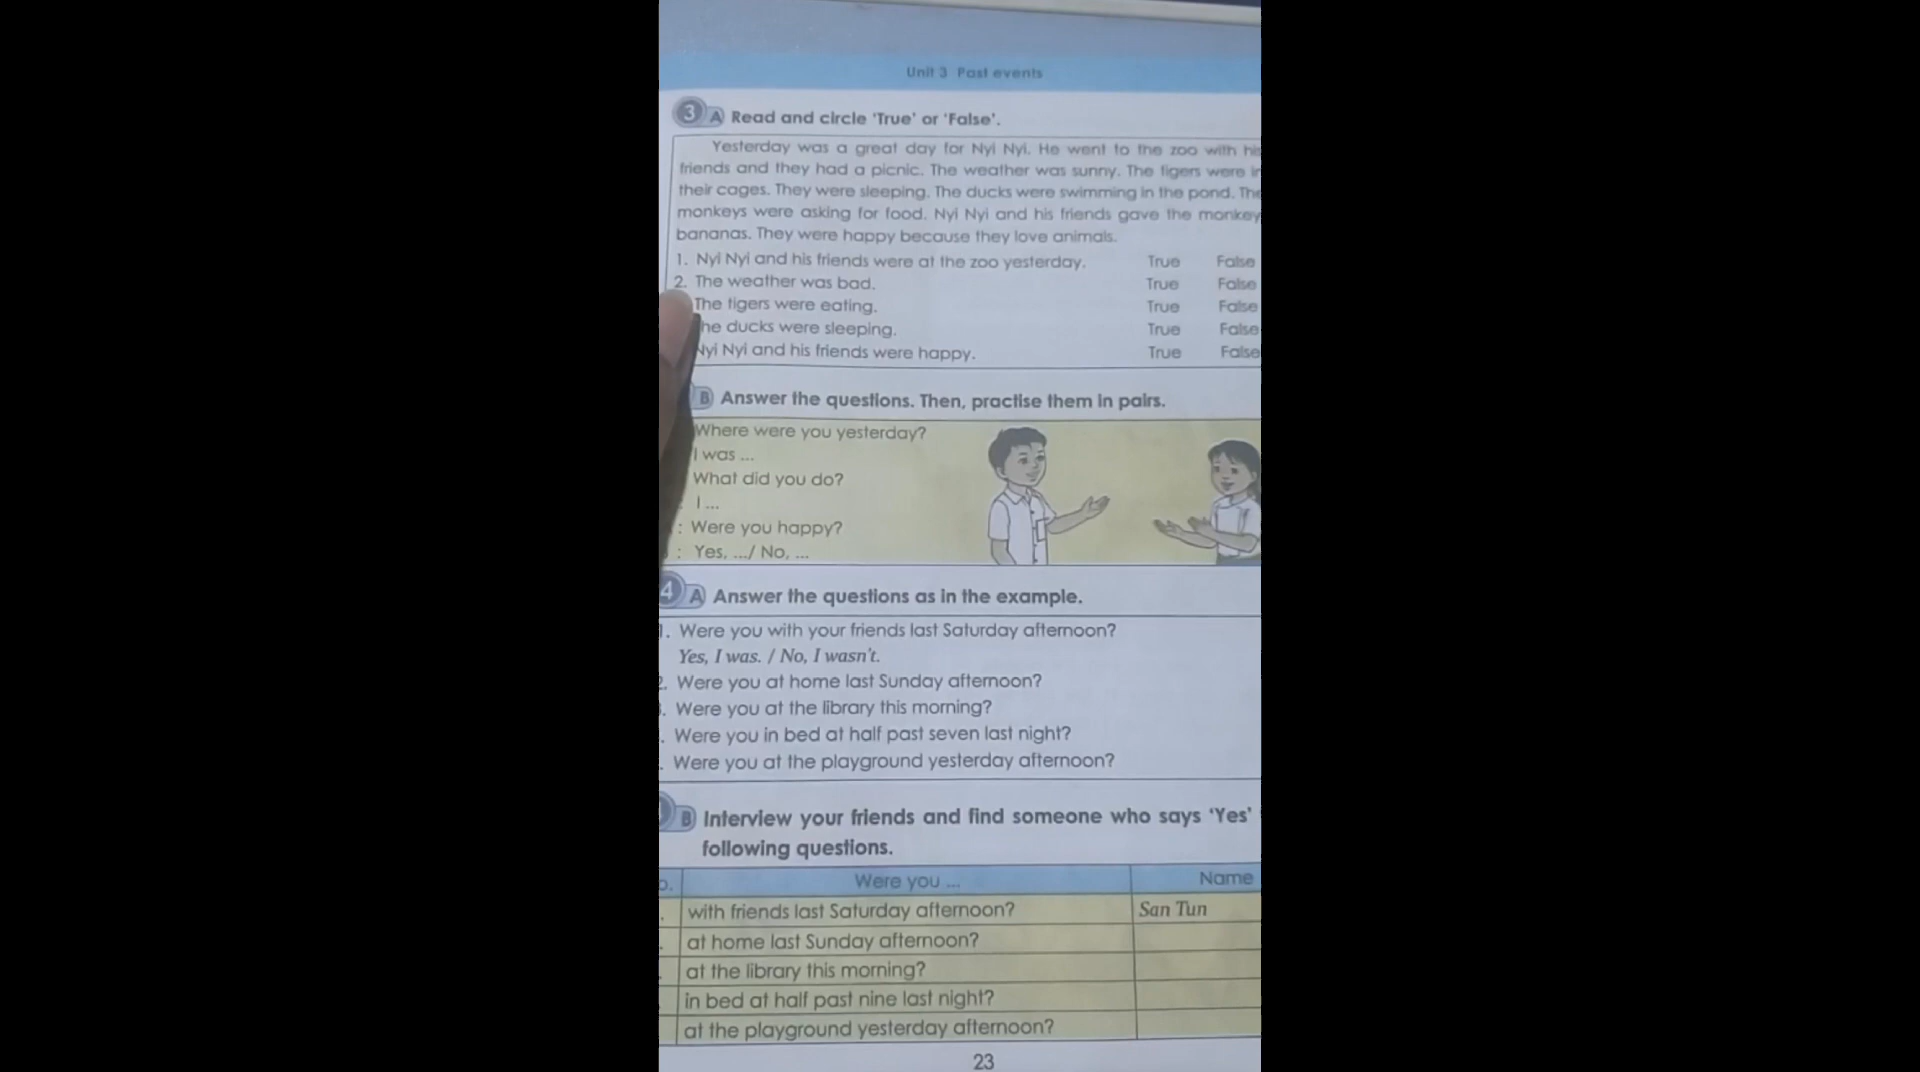 Unit 3 Past events
3 A Read and circle 'True' or 'False'.
Yesterday was a great day for Nyi Nyi. He went to the zoo with his
friends and they had a picnic. The weather was sunny. The tigers were in
their cages. They were sleeping. The ducks were swimming in the pond. The
monkeys were asking for food. Nyi Nyi and his friends gave the monkey
bananas. They were happy because they love animals.
1. Nyi Nyi and his friends were at the zoo yesterday. True False
2. The weather was bad. True False
The tigers were eating. True False
he ducks were sleeping. True False
Nyi Nyi and his friends were happy. True False
B Answer the questions. Then, practise them in pairs.
Where were you yesterday?
I was ...
What did you do?
: I ...
: Were you happy?
: Yes, .../ No, ...
4 A Answer the questions as in the example.
1. Were you with your friends last Saturday afternoon?
Yes, I was. / No, I wasn't.
2. Were you at home last Sunday afternoon?
. Were you at the library this morning?
. Were you in bed at half past seven last night?
. Were you at the playground yesterday afternoon?
B Interview your friends and find someone who says 'Yes'
following questions.
o. Were you ... Name
. with friends last Saturday afternoon? San Tun
. at home last Sunday afternoon?
. at the library this morning?
in bed at half past nine last night?
at the playground yesterday afternoon?
23